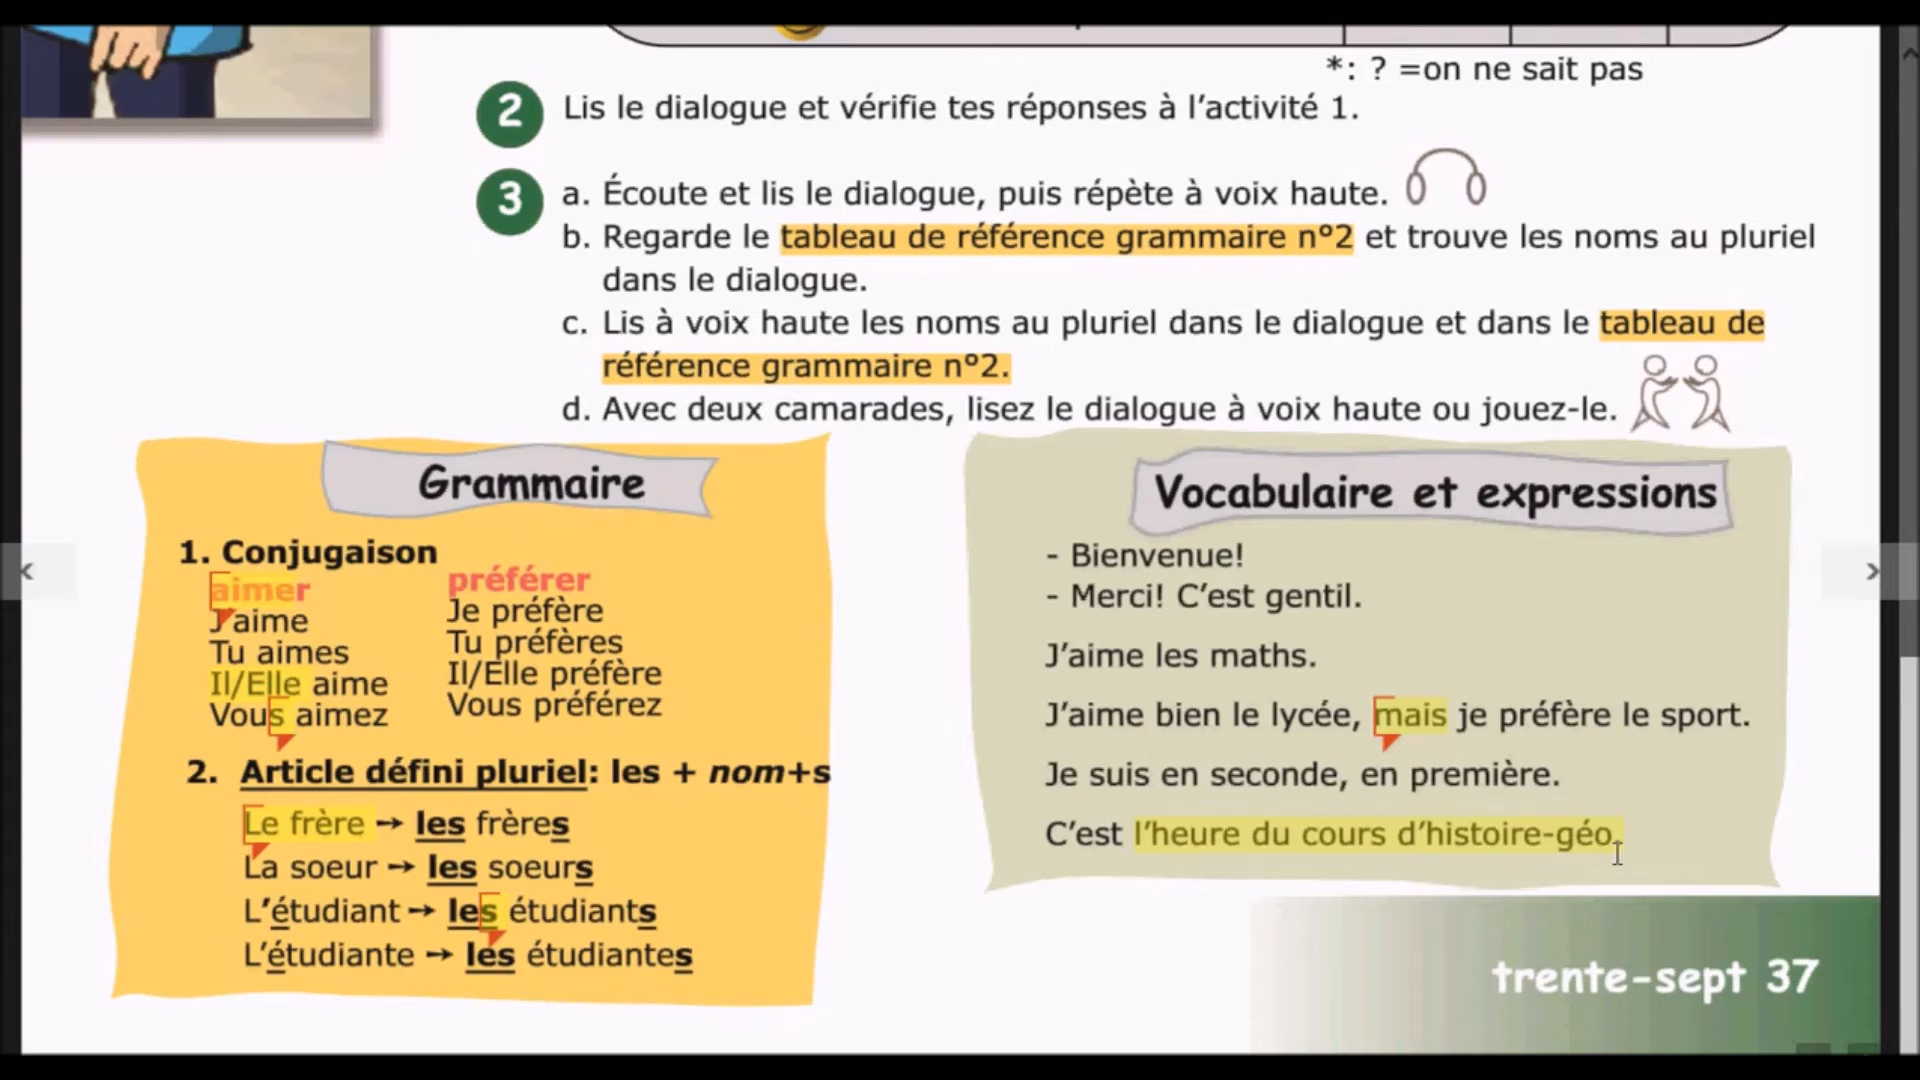 *: ? =on ne sait pas
2 Lis le dialogue et vérifie tes réponses à l'activité 1.
3 a. Écoute et lis le dialogue, puis répète à voix haute.
b. Regarde le tableau de référence grammaire n°2 et trouve les noms au pluriel
dans le dialogue.
c. Lis à voix haute les noms au pluriel dans le dialogue et dans le tableau de
référence grammaire n°2.
d. Avec deux camarades, lisez le dialogue à voix haute ou jouez-le.
Grammaire
1. Conjugaison
aimer
J'aime
Tu aimes
Il/Elle aime
Vous aimez
préférer
Je préfère
Tu préfères
Il/Elle préfère
Vous préférez
2. Article défini pluriel: les + nom+s
Le frère → les frères
La soeur → les soeurs
L'étudiant → les étudiants
L'étudiante → les étudiantes
Vocabulaire et expressions
- Bienvenue!
- Merci! C'est gentil.
J'aime les maths.
J'aime bien le lycée, mais je préfère le sport.
Je suis en seconde, en première.
C'est l'heure du cours d'histoire-géo.
trente-sept 37